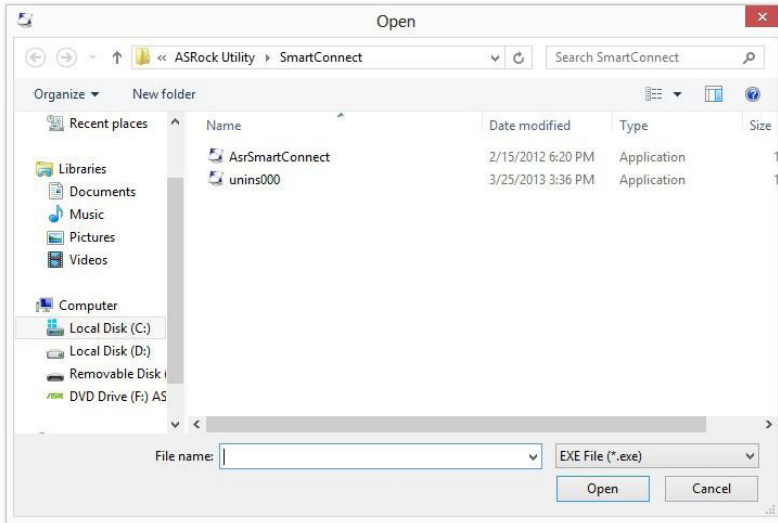 Open
« ASRock Utility ▸ SmartConnect
Search SmartConnect
Organize
New folder
Name Date modified Type Size
AsrSmartConnect 2/15/2012 6:20 PM Application 1
unins000 3/25/2013 3:36 PM Application 1
Recent places
Libraries
Documents
Music
Pictures
Videos
Computer
Local Disk (C:)
Local Disk (D:)
Removable Disk (
DVD Drive (F:) AS
File name:
EXE File (*.exe)
Open Cancel